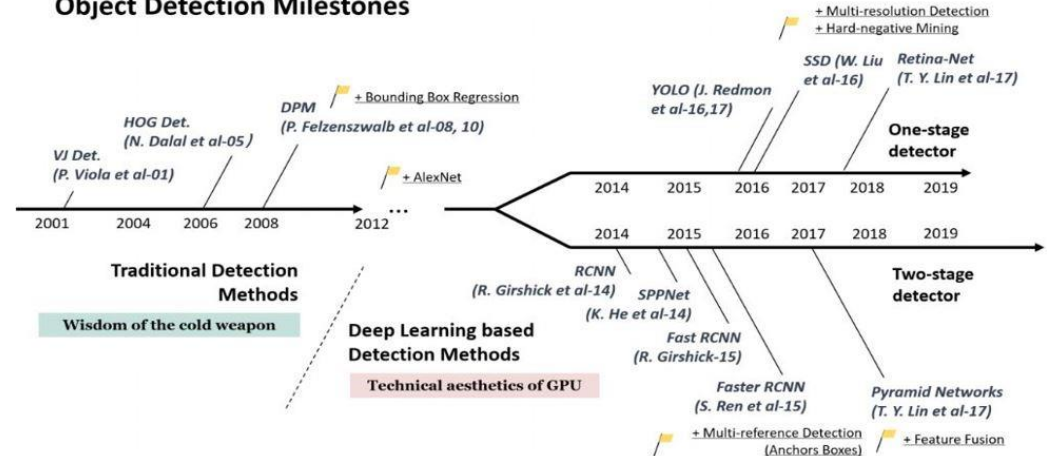 Object Detection Milestones
+ Multi-resolution Detection
+ Hard-negative Mining
SSD (W. Liu
et al-16)
Retina-Net
(T. Y. Lin et al-17)
YOLO (J. Redmon
et al-16,17)
+ Bounding Box Regression
DPM
(P. Felzenszwalb et al-08, 10)
HOG Det.
(N. Dalal et al-05)
VJ Det.
(P. Viola et al-01)
+ AlexNet
One-stage
detector
2014 2015 2016 2017 2018 2019
2001 2004 2006 2008 2012 ...
2014 2015 2016 2017 2018 2019
Two-stage
detector
Traditional Detection
Methods
Wisdom of the cold weapon
Deep Learning based
Detection Methods
Technical aesthetics of GPU
RCNN
(R. Girshick et al-14)
SPPNet
(K. He et al-14)
Fast RCNN
(R. Girshick-15)
Faster RCNN
(S. Ren et al-15)
Pyramid Networks
(T. Y. Lin et al-17)
+ Multi-reference Detection
(Anchors Boxes)
+ Feature Fusion